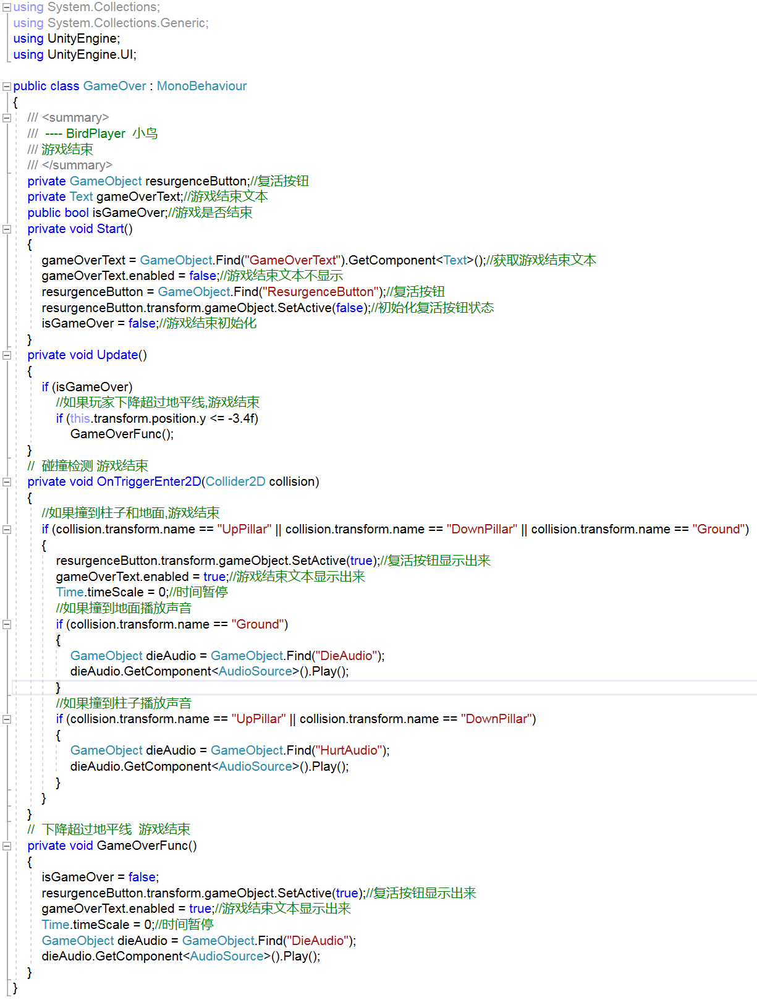 using System.Collections;
using System.Collections.Generic;
using UnityEngine;
using UnityEngine.UI;

public class GameOver : MonoBehaviour
{
    /// <summary>
    ///  ---- BirdPlayer  小鸟
    /// 游戏结束
    /// </summary>
    private GameObject resurgenceButton;//复活按钮
    private Text gameOverText;//游戏结束文本
    public bool isGameOver;//游戏是否结束
    private void Start()
    {
        gameOverText = GameObject.Find("GameOverText").GetComponent<Text>();//获取游戏结束文本
        gameOverText.enabled = false;//游戏结束文本不显示
        resurgenceButton = GameObject.Find("ResurgenceButton");//复活按钮
        resurgenceButton.transform.gameObject.SetActive(false);//初始化复活按钮状态
        isGameOver = false;//游戏结束初始化
    }
    private void Update()
    {
        if (isGameOver)
            //如果玩家下降超过地平线,游戏结束
            if (this.transform.position.y <= -3.4f)
                GameOverFunc();
    }
    //  碰撞检测 游戏结束
    private void OnTriggerEnter2D(Collider2D collision)
    {
        //如果撞到柱子和地面,游戏结束
        if (collision.transform.name == "UpPillar" || collision.transform.name == "DownPillar" || collision.transform.name == "Ground")
        {
            resurgenceButton.transform.gameObject.SetActive(true);//复活按钮显示出来
            gameOverText.enabled = true;//游戏结束文本显示出来
            Time.timeScale = 0;//时间暂停
            //如果撞到地面播放声音
            if (collision.transform.name == "Ground")
            {
                GameObject dieAudio = GameObject.Find("DieAudio");
                dieAudio.GetComponent<AudioSource>().Play();
            }
            //如果撞到柱子播放声音
            if (collision.transform.name == "UpPillar" || collision.transform.name == "DownPillar")
            {
                GameObject dieAudio = GameObject.Find("HurtAudio");
                dieAudio.GetComponent<AudioSource>().Play();
            }
        }
    }
    //  下降超过地平线  游戏结束
    private void GameOverFunc()
    {
        isGameOver = false;
        resurgenceButton.transform.gameObject.SetActive(true);//复活按钮显示出来
        gameOverText.enabled = true;//游戏结束文本显示出来
        Time.timeScale = 0;//时间暂停
        GameObject dieAudio = GameObject.Find("DieAudio");
        dieAudio.GetComponent<AudioSource>().Play();
    }
}